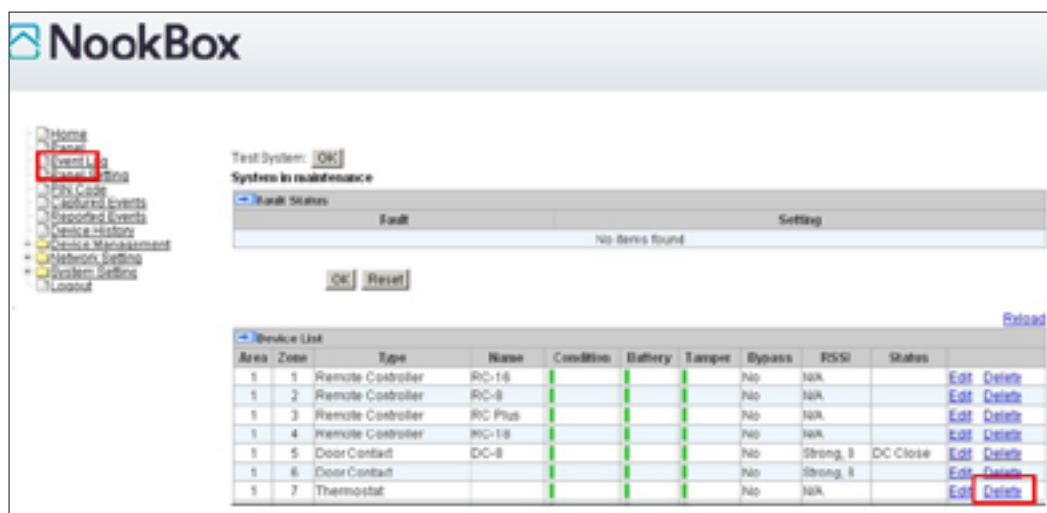 NookBox
Home
Panel
Event Log
Panel Setting
PIN Code
Captured Events
Reported Events
Device History
Device Management
Network Setting
System Setting
Logout
Test System: OK
System in maintenance
Fault Status
Fault Setting
No items found
OK Reset
Reload
Device List
Area Zone Type Name Condition Battery Tamper Bypass RSSI Status
1 1 Remote Controller RC-16 No N/A Edit Delete
1 2 Remote Controller RC-8 No N/A Edit Delete
1 3 Remote Controller RC Plus No N/A Edit Delete
1 4 Remote Controller RC-18 No N/A Edit Delete
1 5 Door Contact DC-8 No Strong, DC Close Edit Delete
1 6 Door Contact No Strong, Edit Delete
1 7 Thermostat No N/A Edit Delete